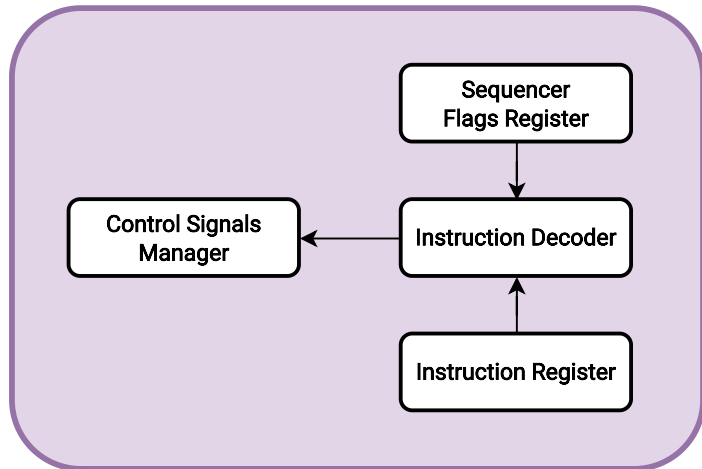 Sequencer
Flags Register
Control Signals
Manager
Instruction Decoder
Instruction Register